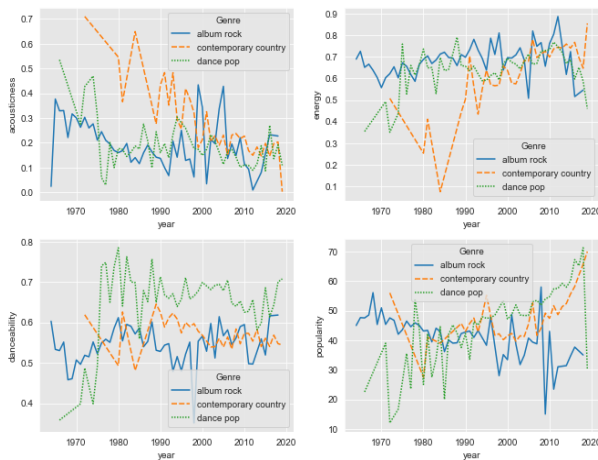 0.7
0.6
0.5
0.4
0.3
0.2
0.1
0.0
acousticness
1970
1980
1990
2000
2010
2020
year
Genre
album rock
contemporary country
dance pop
0.9
0.8
0.7
0.6
0.5
0.4
0.3
0.2
0.1
energy
1970
1980
1990
2000
2010
2020
year
Genre
album rock
contemporary country
dance pop
0.8
0.7
0.6
0.5
0.4
danceability
1970
1980
1990
2000
2010
2020
year
Genre
album rock
contemporary country
dance pop
70
60
50
40
30
20
10
popularity
1970
1980
1990
2000
2010
2020
year
Genre
album rock
contemporary country
dance pop